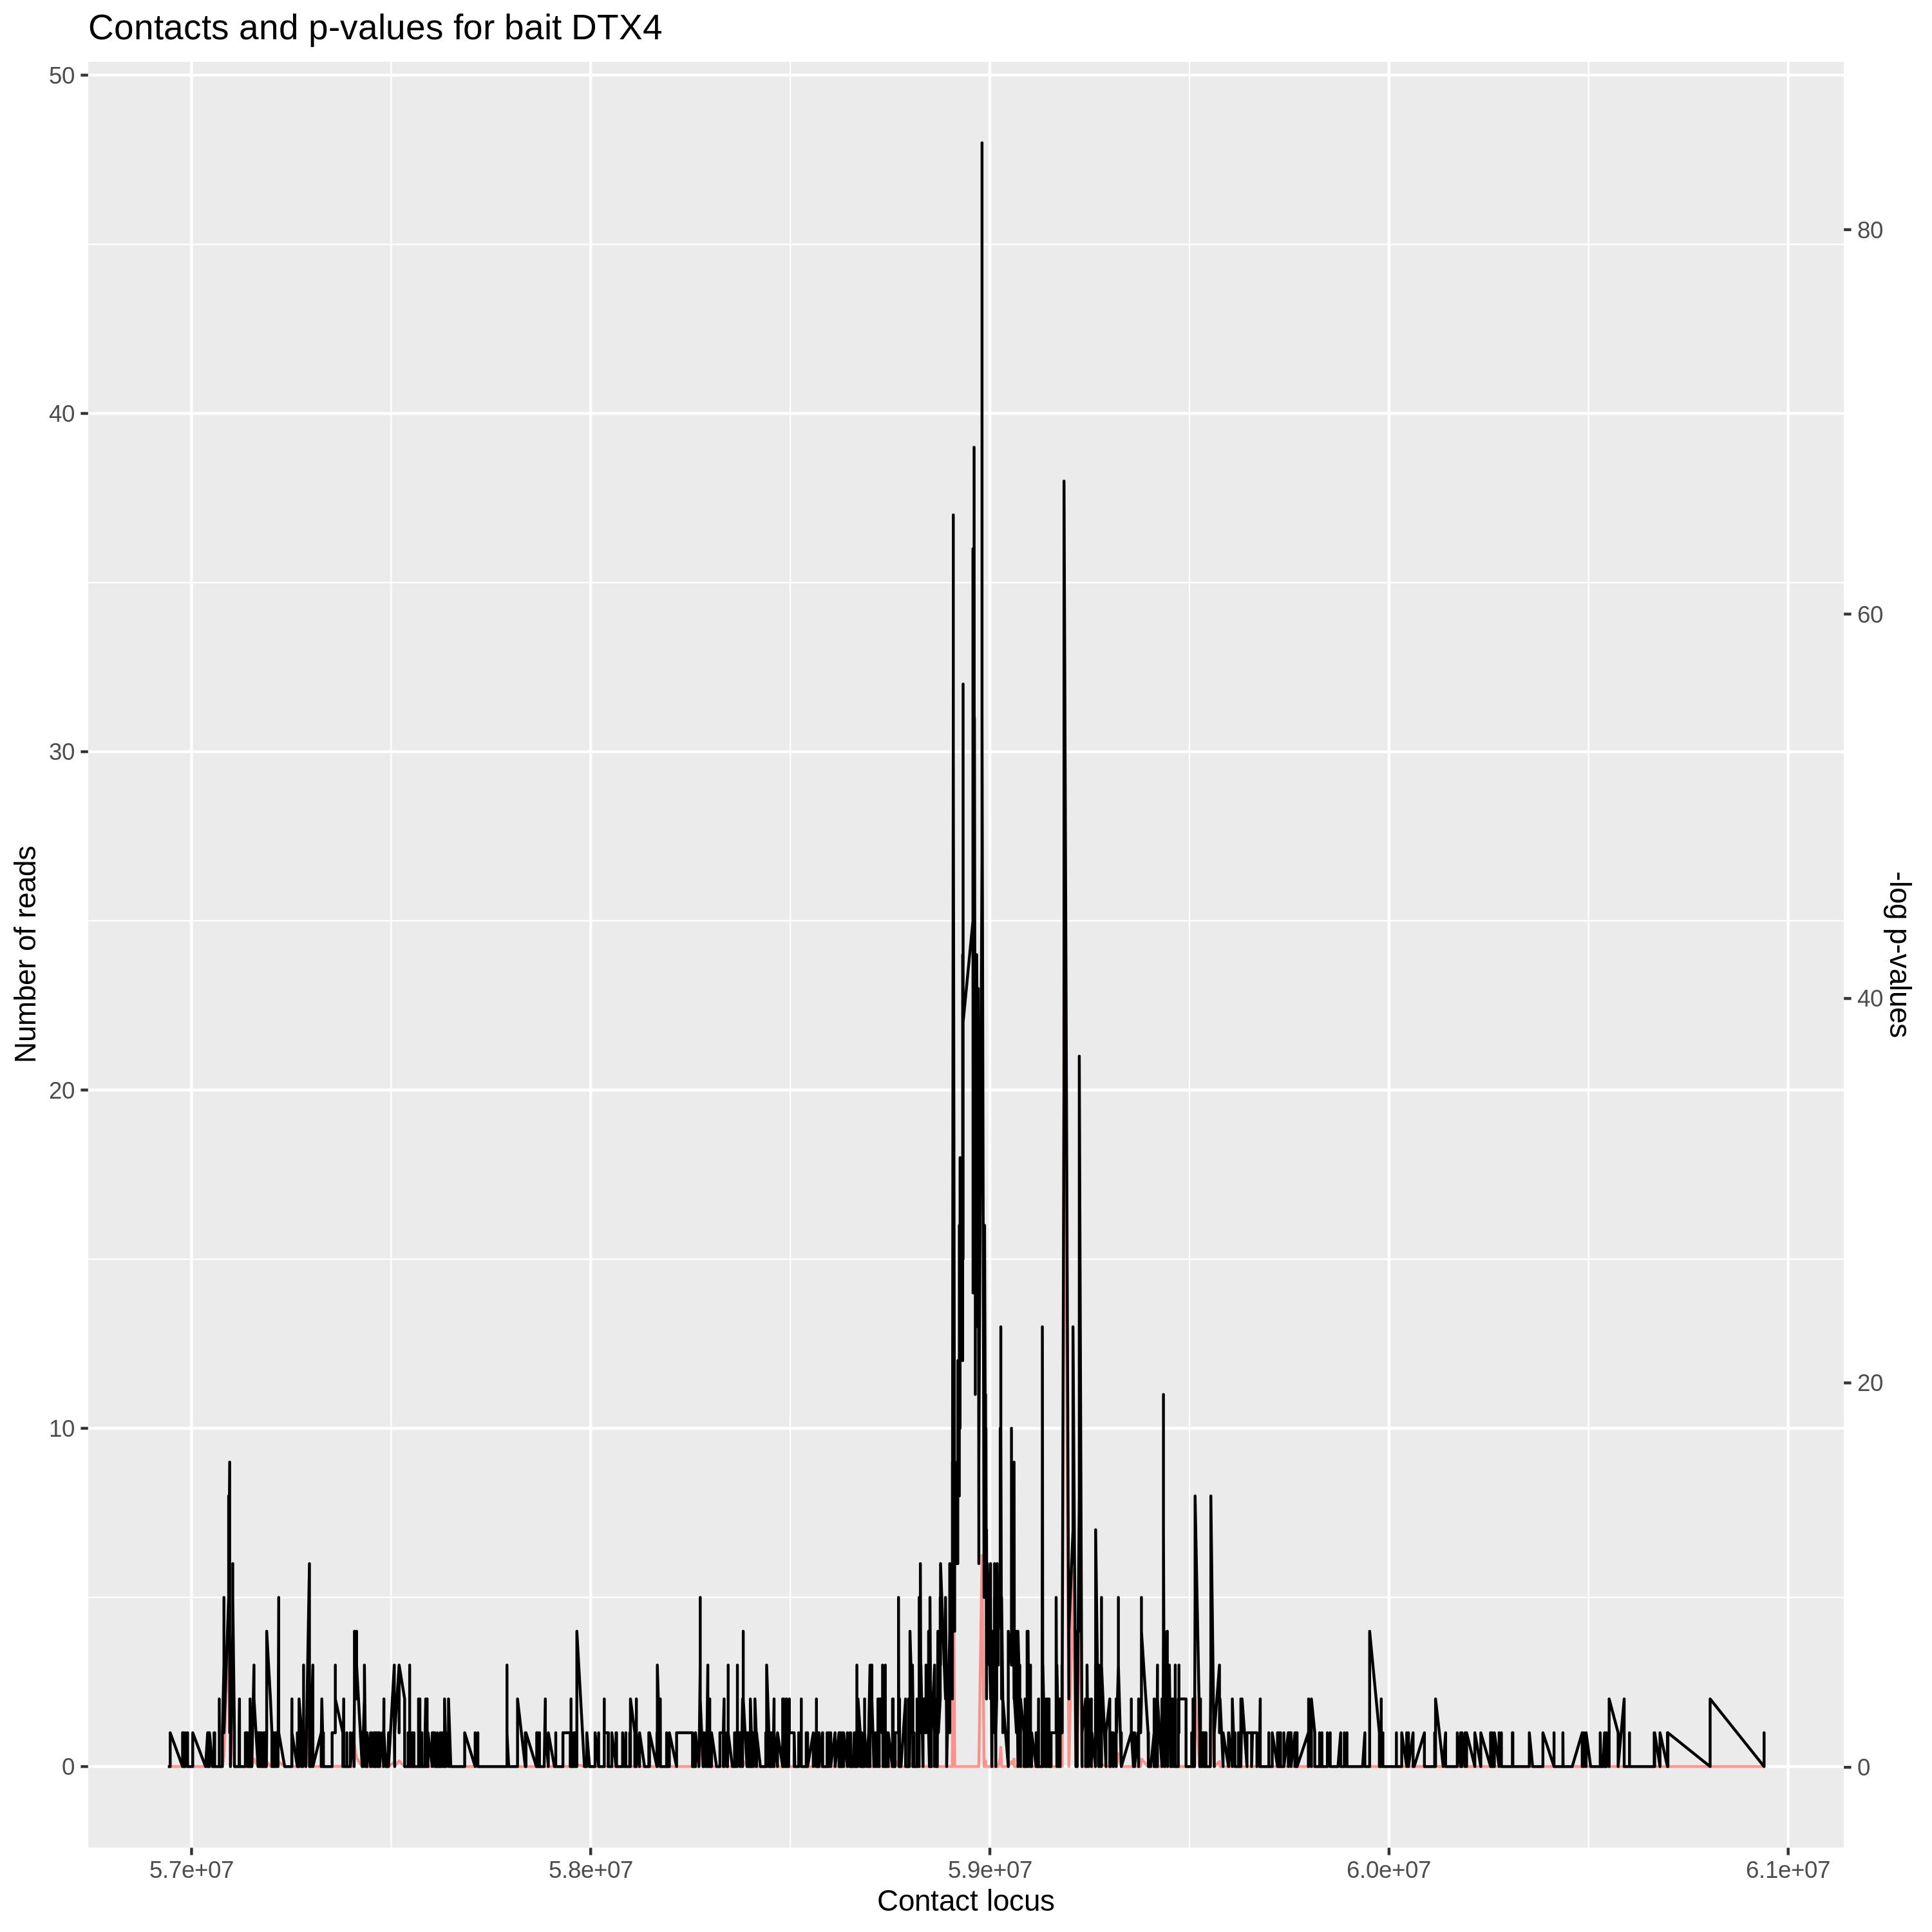 Contacts and p-values for bait DTX4
50
40
30
20
10
0
Number of reads
80
60
40
20
0
-log p-values
5.7e+07
5.8e+07
5.9e+07
6.0e+07
6.1e+07
Contact locus